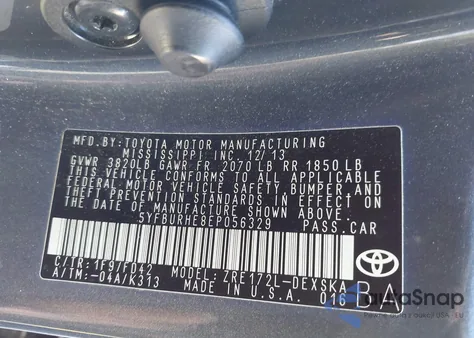 MFD.BY:TOYOTA MOTOR MANUFACTURING
MISSISSIPPI INC. 12/13
GVWR 3820LB GAWR FR 2070 LB RR 1850 LB
THIS VEHICLE CONFORMS TO ALL APPLICABLE
FEDERAL MOTOR VEHICLE SAFETY, BUMPER, AND
THEFT PREVENTION STANDARDS IN EFFECT ON
THE DATE OF MANUFACTURE SHOWN ABOVE.
5YFBURHE8EP056329 PASS.CAR
C/TR:1F9/FD42 MODEL:ZRE172L-DEXSKA
A/TM:-04A/K313 MADE IN U.S.A. 016 BA
AutoSnap